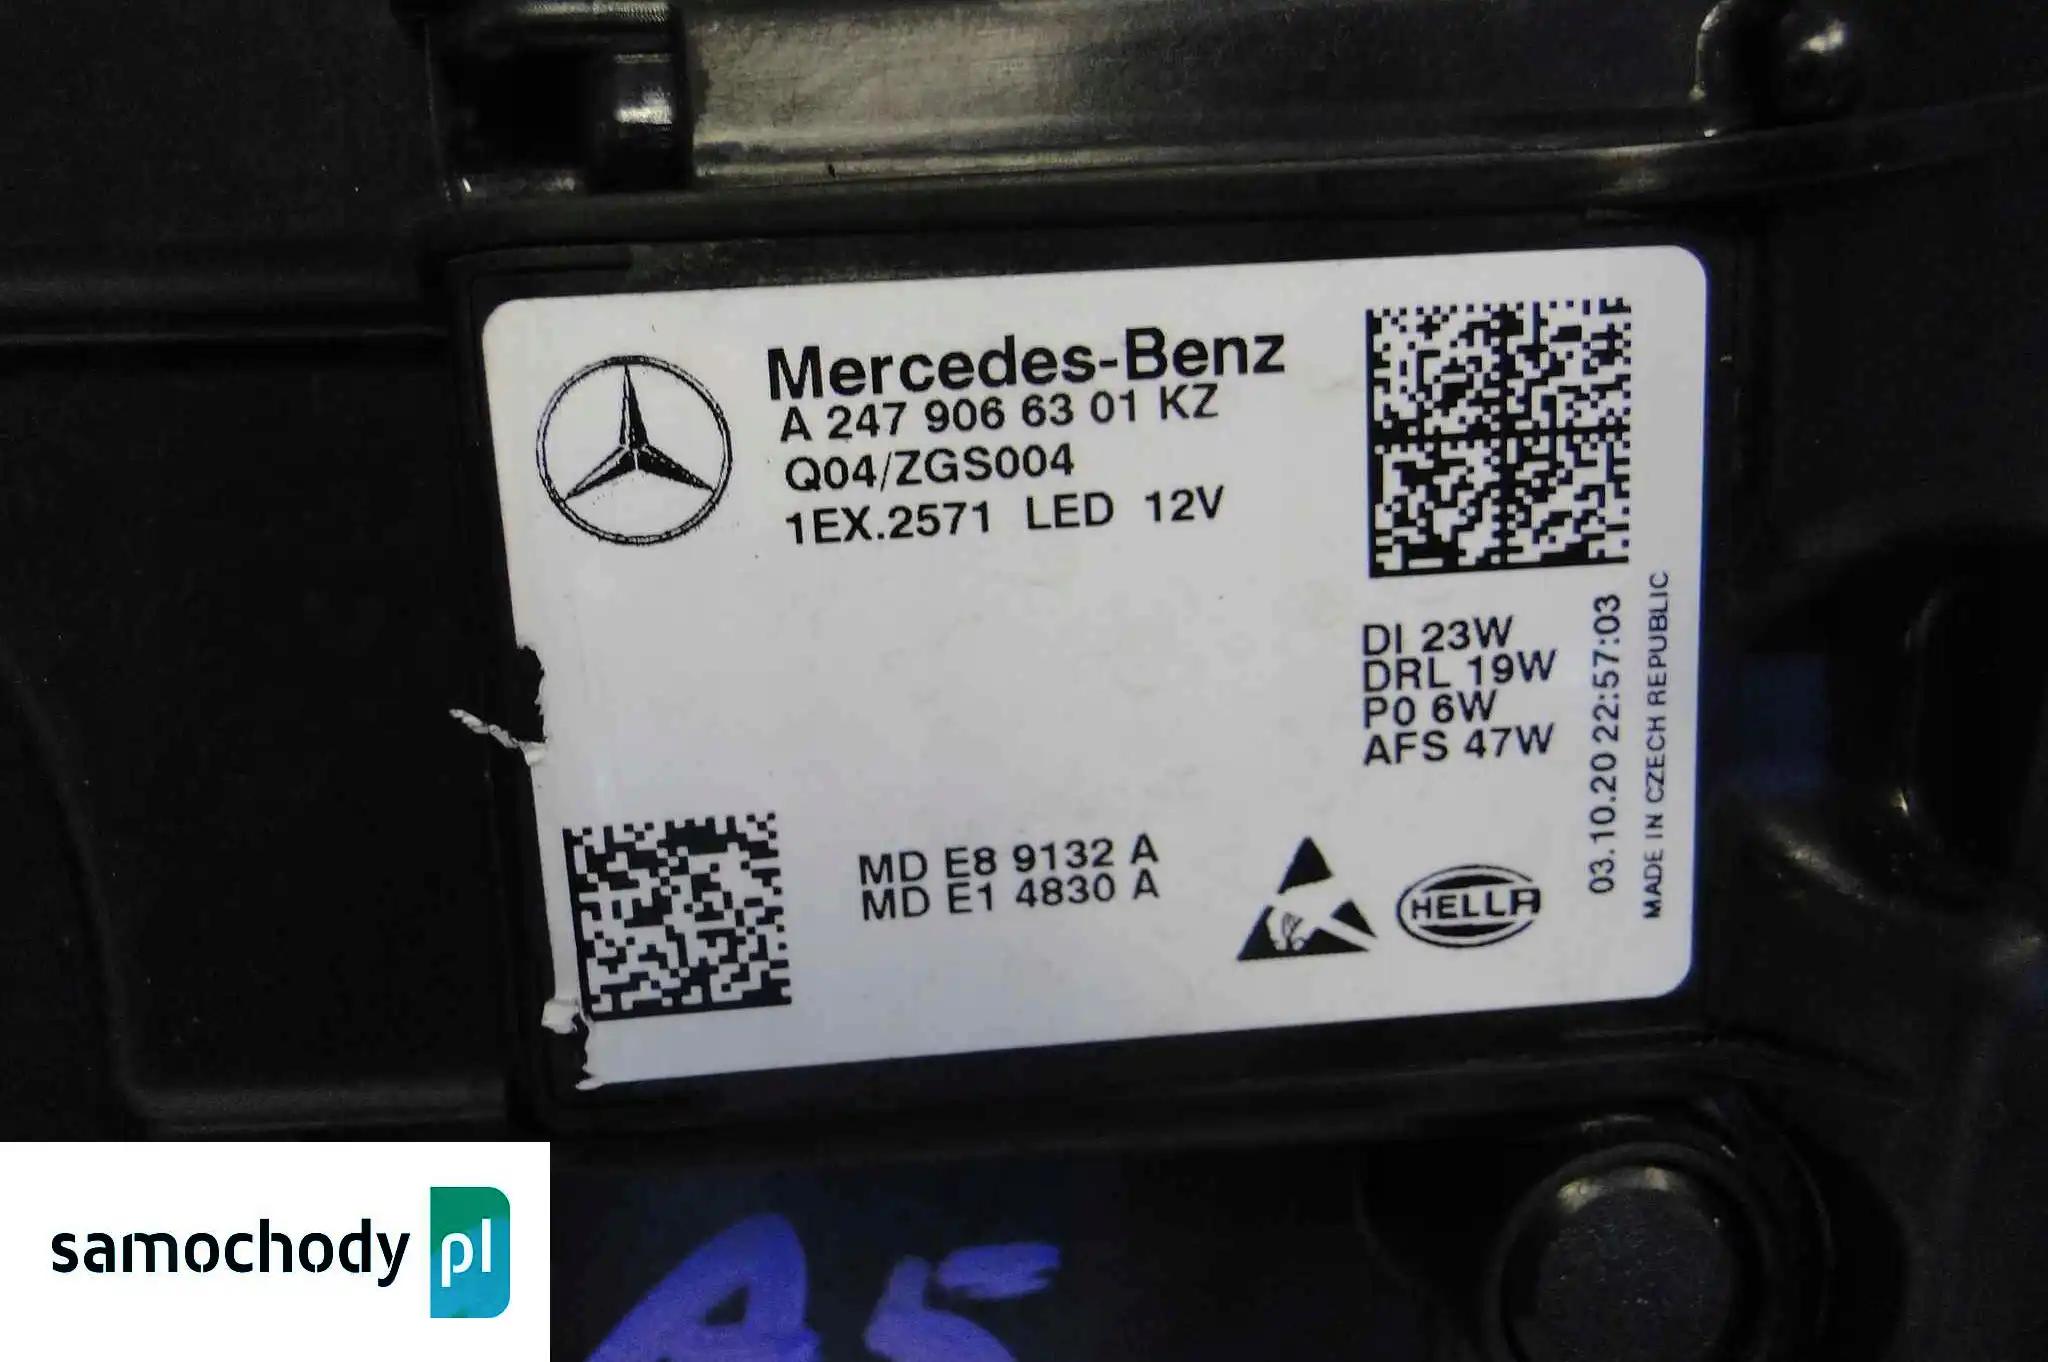 Mercedes-Benz
A 247 906 63 01 KZ
Q04/ZGS004
1EX.2571 LED 12V
DI 23W
DRL 19W
PO 6W
AFS 47W
03.10.20 22:57:03
MADE IN CZECH REPUBLIC
MD E8 9132 A
MD E1 4830 A
HELLA
samochody pl
A5